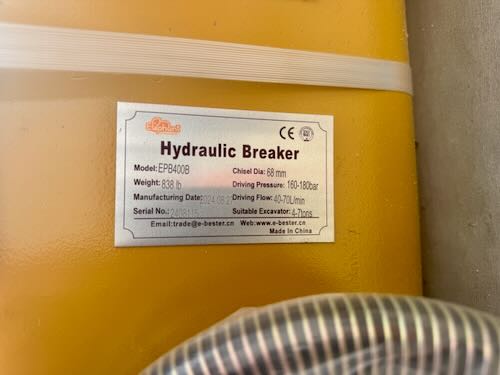 Elephant
CE
Hydraulic Breaker
Model: EPB400B
Chisel Dia: 68 mm
Weight: 838 lb
Driving Pressure: 160-180bar
Manufacturing Date:
Driving Flow: 40-70L/min
Serial No.:
Suitable Excavator: 4-7tons
Email:trade@e-bester.cn Web:www.e-bester.cn
Made In China